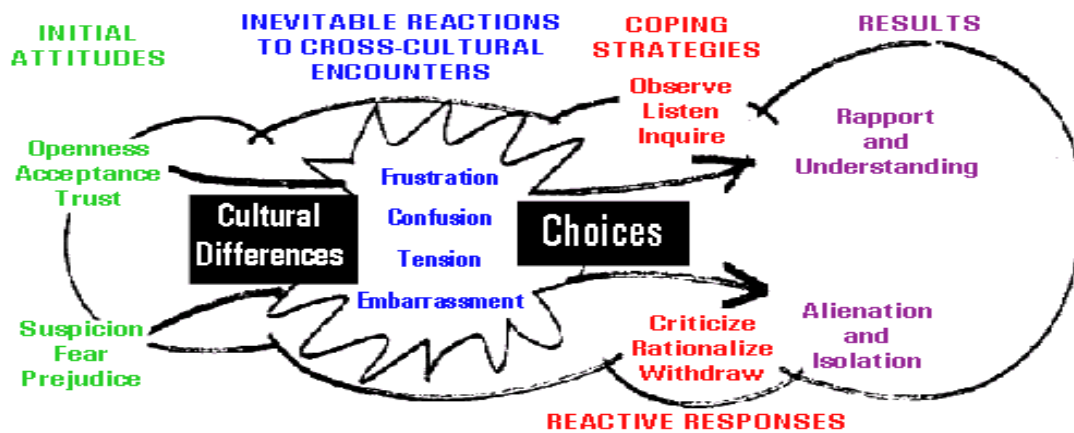 INITIAL
ATTITUDES
INEVITABLE REACTIONS
TO CROSS-CULTURAL
ENCOUNTERS
COPING
STRATEGIES
RESULTS
Openness
Acceptance
Trust
Suspicion
Fear
Prejudice
Cultural
Differences
Frustration
Confusion
Tension
Embarrassment
Choices
Observe
Listen
Inquire
Rapport
and
Understanding
Criticize
Rationalize
Withdraw
Alienation
and
Isolation
REACTIVE RESPONSES